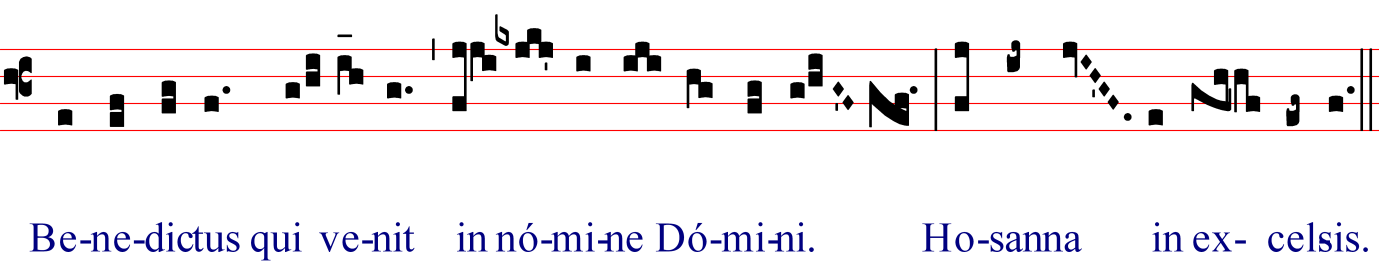 Be-ne-dictus qui ve-nit in nó-mi-ne Dó-mi-ni. Ho-sanna in ex- celsis.